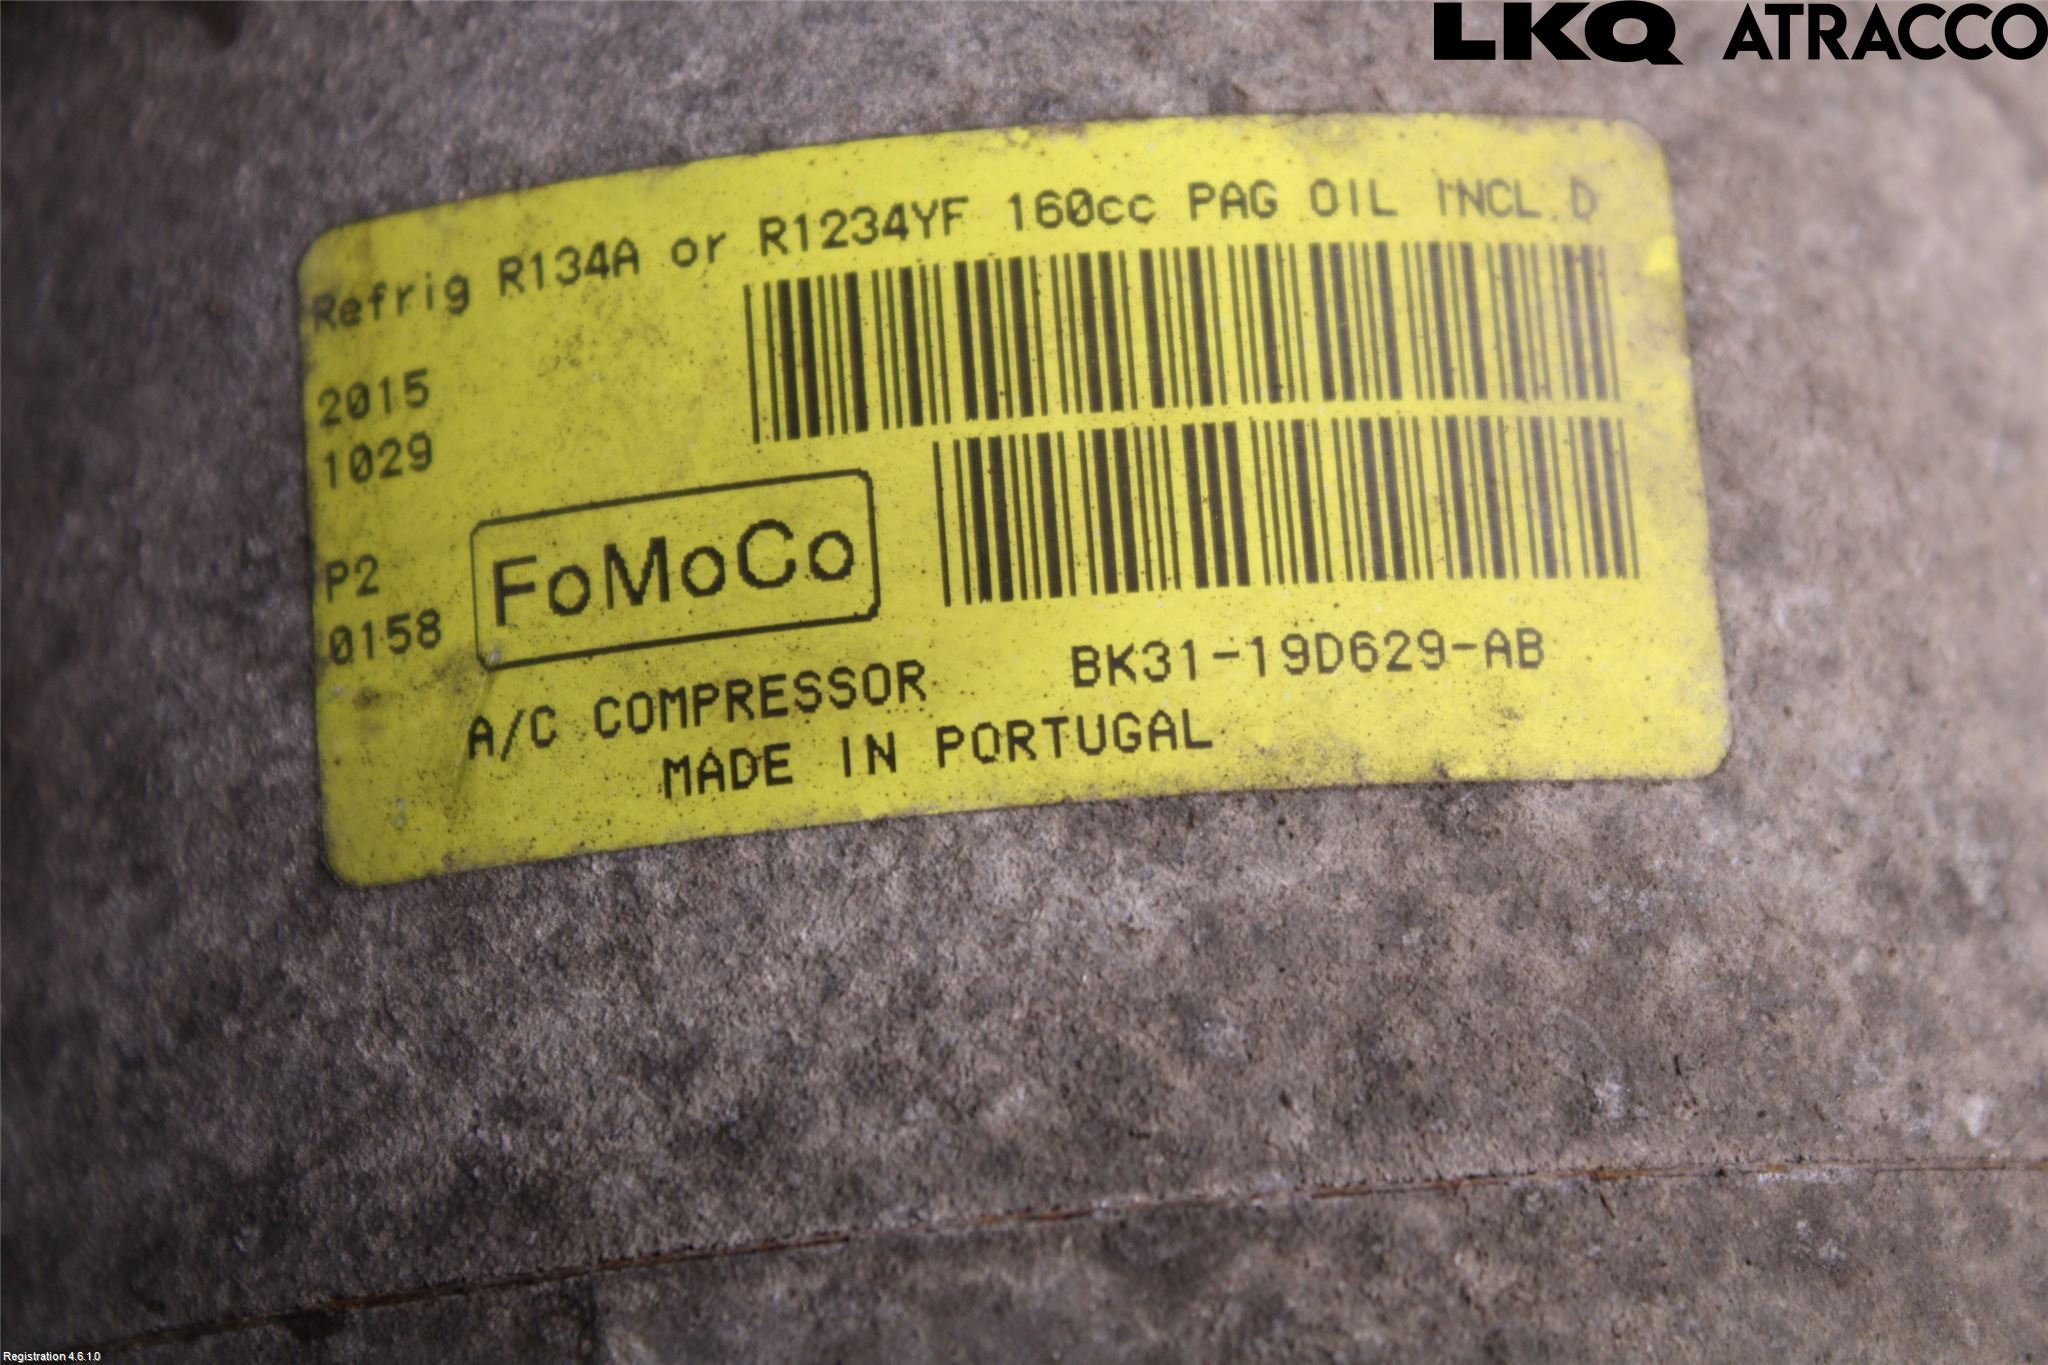 LKQ ATRACCO
Refrig R134A or R1234YF 160cc PAG OIL INCL.D
2015
1029
P2
0158
FoMoCo
A/C COMPRESSOR BK31-19D629-AB
MADE IN PORTUGAL
Registration 4.6.1.0